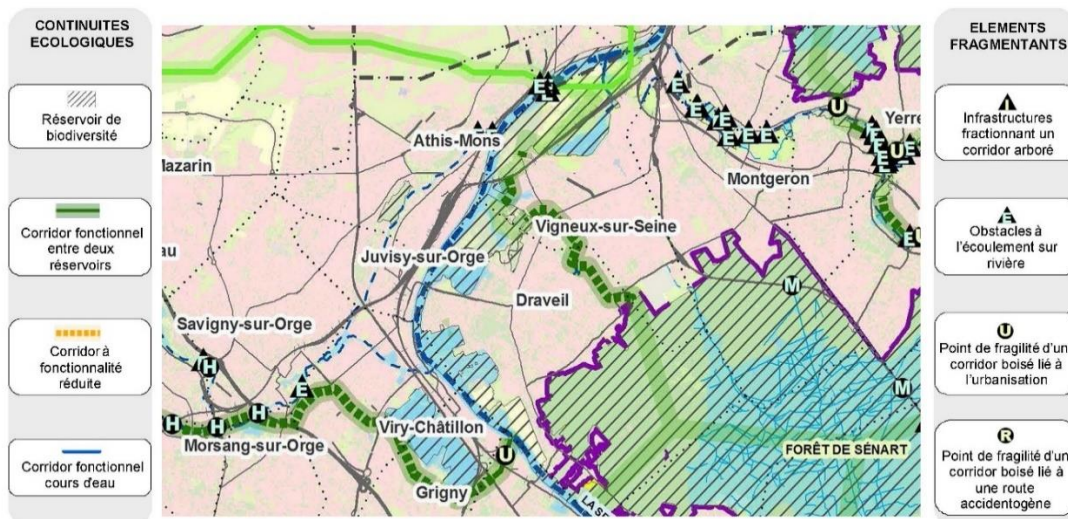 CONTINUITES
ECOLOGIQUES
Réservoir de
biodiversité
Corridor fonctionnel
entre deux
réservoirs
Corridor à
fonctionnalité
réduite
Corridor fonctionnel
cours d'eau
E
E
Athis-Mons
Mazarin
E
E
E
E
E
E
U
Yerre
E
U
E
E
Montgeron
Vigneux-sur-Seine
Juvisy-sur-Orge
au
Draveil
M
Savigny-sur-Orge
H
E
M
H
H
H
Morsang-sur-Orge
Viry-Châtillon
U
FORÊT DE SÉNART
Grigny
LA SE
ELEMENTS
FRAGMENTANTS
I
Infrastructures
fractionnant un
corridor arboré
E
Obstacles à
l'écoulement sur
rivière
U
Point de fragilité d'un
corridor boisé lié à
l'urbanisation
R
Point de fragilité d'un
corridor boisé lié à
une route
accidentogène